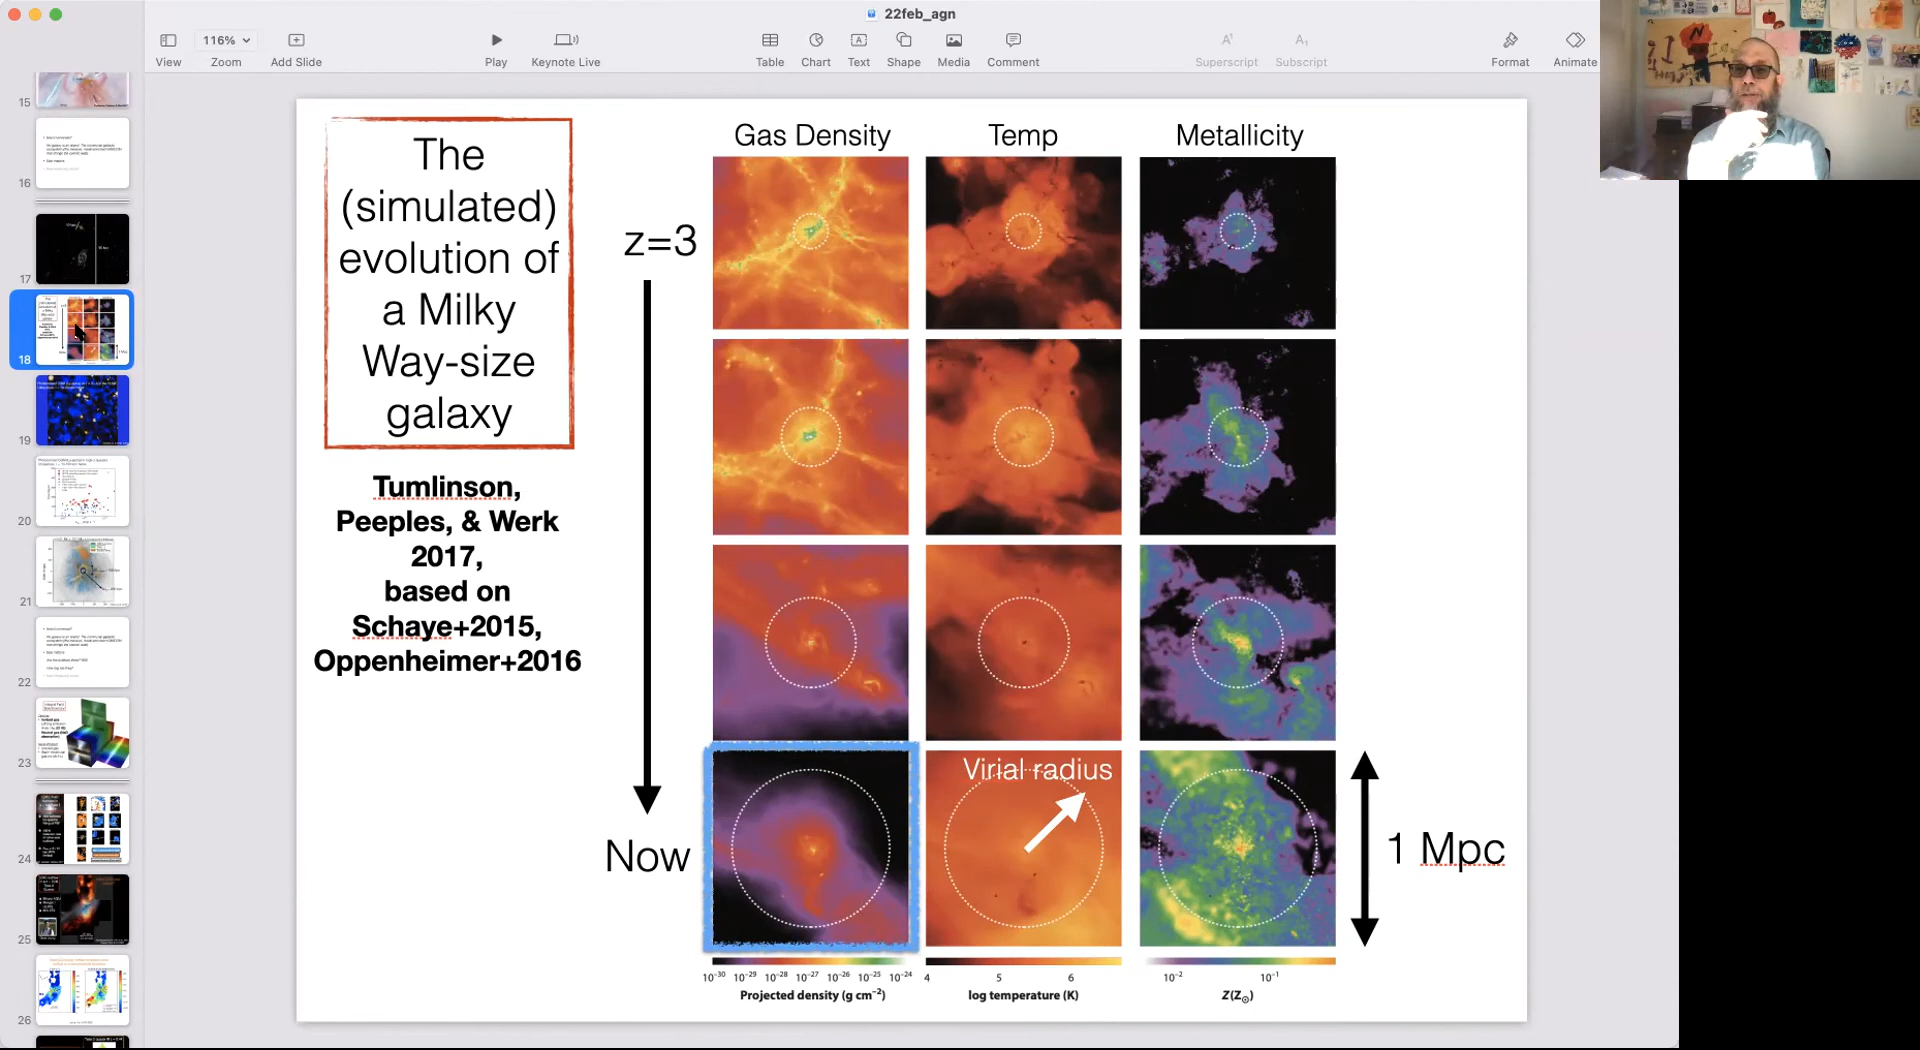 22feb_agn
116%
View
Zoom
Add Slide
Play
Keynote Live
Table
Chart
Text
Shape
Media
Comment
Superscript
Subscript
Format
Animate
15
16
17
18
19
20
21
22
23
24
25
26
The
(simulated)
evolution of
a Milky
Way-size
galaxy
Tumlinson,
Peeples, & Werk
2017,
based on
Schaye+2015,
Oppenheimer+2016
Gas Density
Temp
Metallicity
z=3
Now
Virial radius
1 Mpc
10⁻³⁰ 10⁻²⁹ 10⁻²⁸ 10⁻²⁷ 10⁻²⁶ 10⁻²⁵ 10⁻²⁴
Projected density (g cm⁻²)
4 5 6
log temperature (K)
10⁻² 10⁻¹
Z(Z⊙)